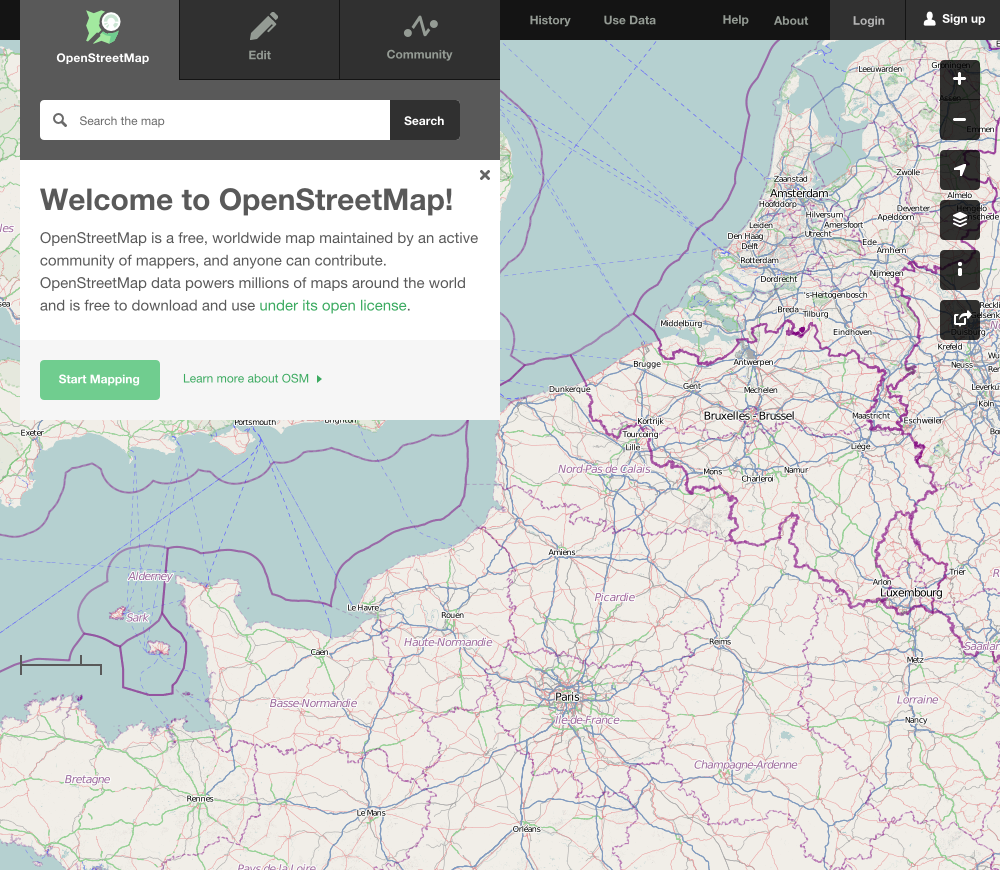 OpenStreetMap
Edit
Community
History
Use Data
Help
About
Login
Sign up
Search the map
Search
Welcome to OpenStreetMap!
OpenStreetMap is a free, worldwide map maintained by an active
community of mappers, and anyone can contribute.
OpenStreetMap data powers millions of maps around the world
and is free to download and use under its open license.
Start Mapping
Learn more about OSM
Leeuwarden
Groningen
Assen
Emmen
Zwolle
Zaanstad
Amsterdam
Hoofddorp
Almelo
Hengelo
Deventer
Enschede
Apeldoorn
Hilversum
Amersfoort
Leiden
Utrecht
Den Haag
Delft
Ede
Arnhem
Rotterdam
Nijmegen
Dordrecht
's-Hertogenbosch
Breda
Tilburg
Middelburg
Eindhoven
Duisburg
Krefeld
Brugge
Antwerpen
Neuss
Gent
Mechelen
Dunkerque
Köln
Bruxelles - Brussel
Maastricht
Eschweiler
Kortrijk
Tourcoing
Lille
Liège
Nord Pas de Calais
Mons
Namur
Charleroi
Exeter
Portsmouth
Brighton
Amiens
Alderney
Sark
Trier
Arlon
Luxembourg
Picardie
Le Havre
Rouen
Haute-Normandie
Caen
Reims
Saarlan
Metz
Paris
Île-de-France
Basse-Normandie
Lorraine
Nancy
Champagne-Ardenne
Bretagne
Rennes
Le Mans
Orléans
Pays de la Loire